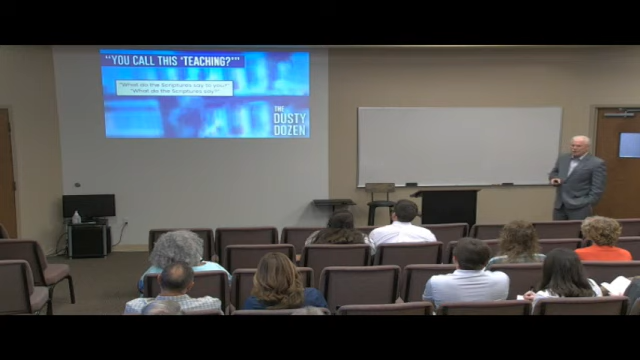 "YOU CALL THIS 'TEACHING?'"
"What do the Scriptures say to you?"
"What do the Scriptures say?"
THE
DUSTY
DOZEN